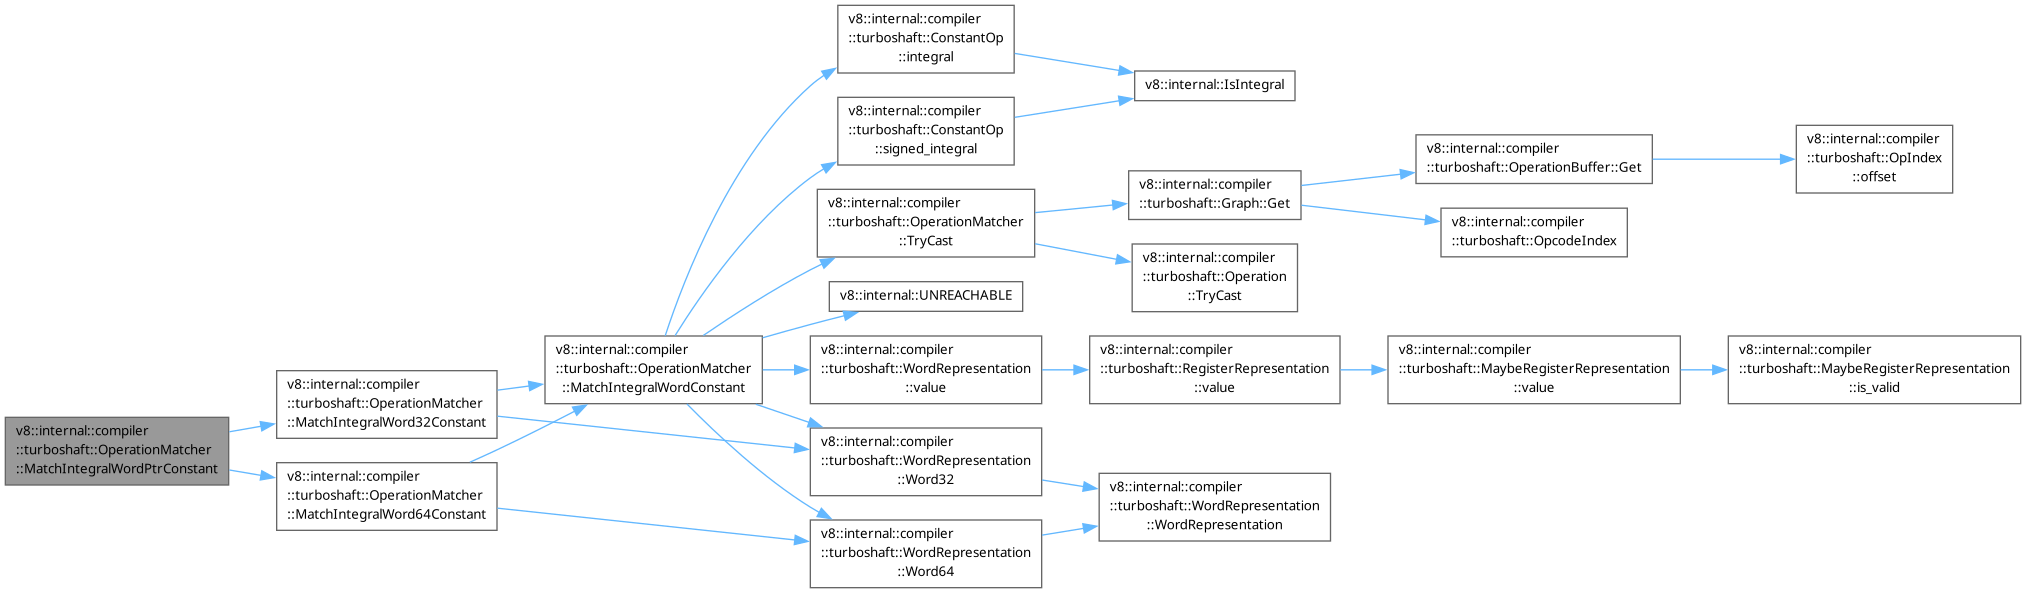 v8::internal::compiler
::turboshaft::OperationMatcher
::MatchIntegralWordPtrConstant
v8::internal::compiler
::turboshaft::OperationMatcher
::MatchIntegralWord32Constant
v8::internal::compiler
::turboshaft::OperationMatcher
::MatchIntegralWord64Constant
v8::internal::compiler
::turboshaft::OperationMatcher
::MatchIntegralWordConstant
v8::internal::compiler
::turboshaft::ConstantOp
::integral
v8::internal::compiler
::turboshaft::ConstantOp
::signed_integral
v8::internal::compiler
::turboshaft::OperationMatcher
::TryCast
v8::internal::UNREACHABLE
v8::internal::compiler
::turboshaft::WordRepresentation
::value
v8::internal::compiler
::turboshaft::WordRepresentation
::Word32
v8::internal::compiler
::turboshaft::WordRepresentation
::Word64
v8::internal::IsIntegral
v8::internal::compiler
::turboshaft::Graph::Get
v8::internal::compiler
::turboshaft::Operation
::TryCast
v8::internal::compiler
::turboshaft::RegisterRepresentation
::value
v8::internal::compiler
::turboshaft::WordRepresentation
::WordRepresentation
v8::internal::compiler
::turboshaft::OperationBuffer::Get
v8::internal::compiler
::turboshaft::OpcodeIndex
v8::internal::compiler
::turboshaft::MaybeRegisterRepresentation
::value
v8::internal::compiler
::turboshaft::OpIndex
::offset
v8::internal::compiler
::turboshaft::MaybeRegisterRepresentation
::is_valid